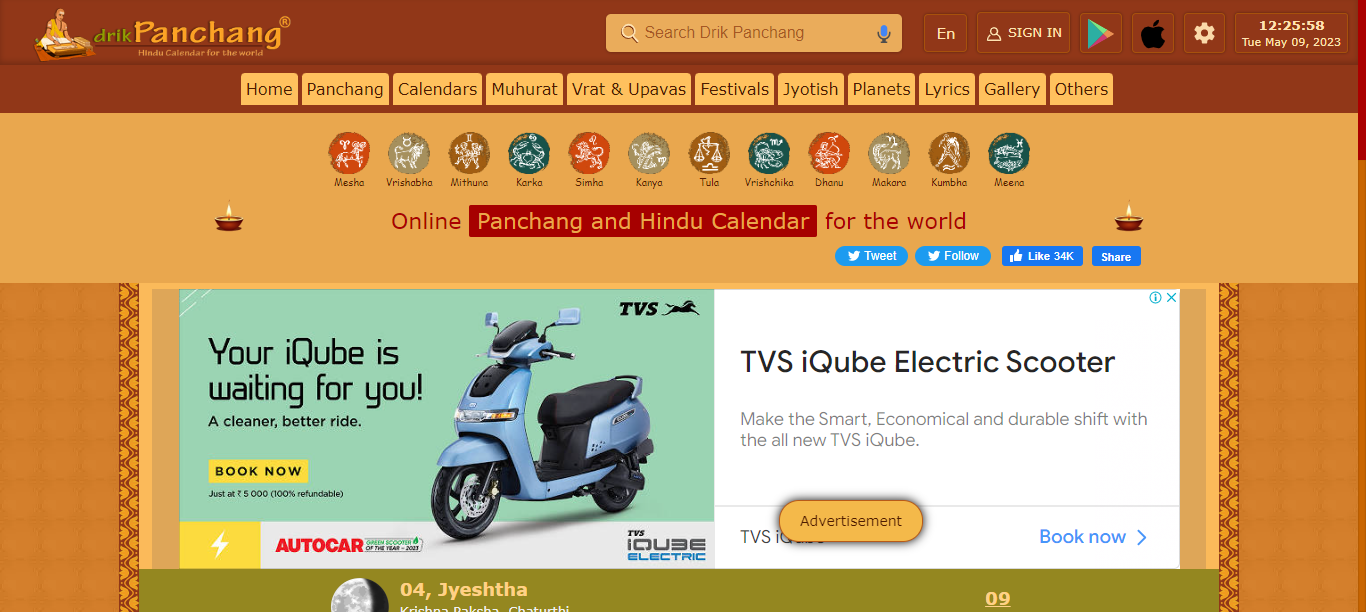 drikPanchang®
Hindu Calendar for the world
Search Drik Panchang
En
SIGN IN
12:25:58
Tue May 09, 2023
Home
Panchang
Calendars
Muhurat
Vrat & Upavas
Festivals
Jyotish
Planets
Lyrics
Gallery
Others
Mesha
Vrishabha
Mithuna
Karka
Simha
Kanya
Tula
Vrishchika
Dhanu
Makara
Kumbha
Meena
Online Panchang and Hindu Calendar for the world
Tweet
Follow
Like 34K
Share
TVS
Your iQube is
waiting for you!
A cleaner, better ride.
BOOK NOW
Just at ₹ 5 000 (100% refundable)
AUTOCAR GREEN SCOOTER
OF THE YEAR – 2023
TVS
iQUBE
ELECTRIC
TVS iQube Electric Scooter
Make the Smart, Economical and durable shift with
the all new TVS iQube.
Advertisement
TVS iQube
Book now
04, Jyeshtha
Krishna Paksha, Chaturthi
09